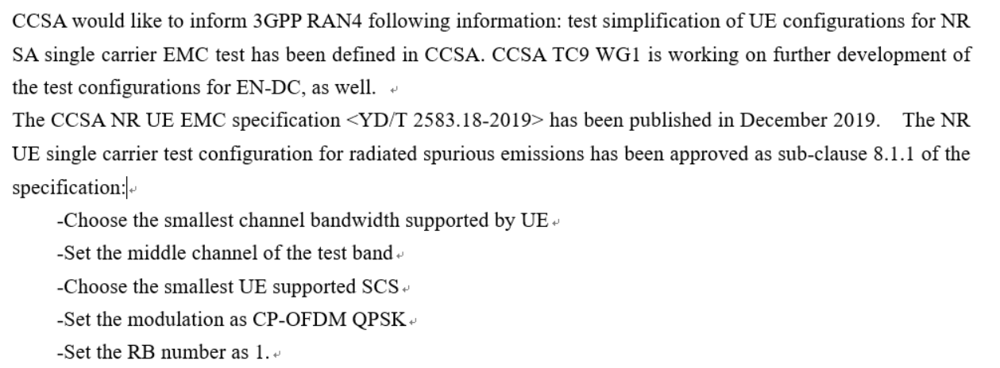 CCSA would like to inform 3GPP RAN4 following information: test simplification of UE configurations for NR
SA single carrier EMC test has been defined in CCSA. CCSA TC9 WG1 is working on further development of
the test configurations for EN-DC, as well.
The CCSA NR UE EMC specification <YD/T 2583.18-2019> has been published in December 2019. The NR
UE single carrier test configuration for radiated spurious emissions has been approved as sub-clause 8.1.1 of the
specification:
-Choose the smallest channel bandwidth supported by UE
-Set the middle channel of the test band
-Choose the smallest UE supported SCS
-Set the modulation as CP-OFDM QPSK
-Set the RB number as 1.